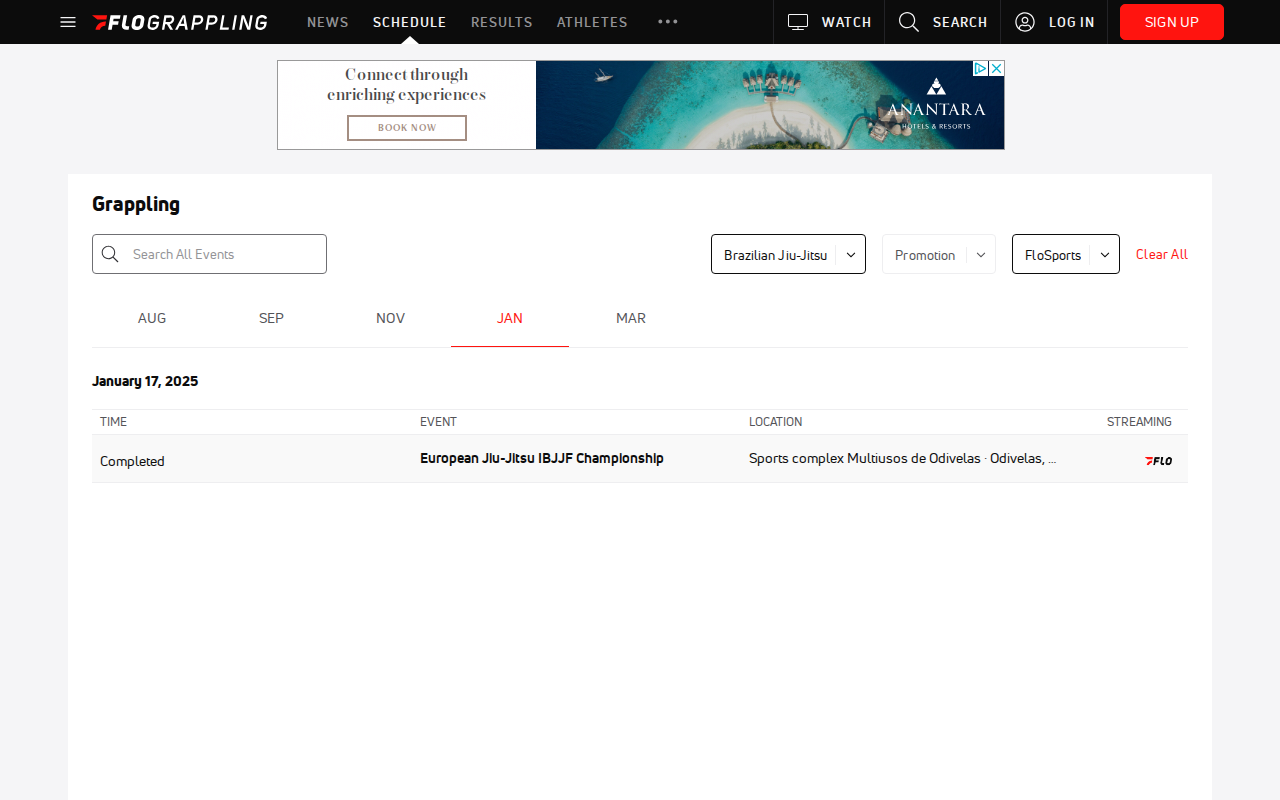 FLOGRAPPLING NEWS SCHEDULE RESULTS ATHLETES ••• WATCH SEARCH LOG IN SIGN UP
Connect through
enriching experiences
BOOK NOW
ANANTARA
HOTELS & RESORTS
Grappling
Search All Events Brazilian Jiu-Jitsu Promotion FloSports Clear All
AUG SEP NOV JAN MAR
January 17, 2025
TIME EVENT LOCATION STREAMING
Completed European Jiu-Jitsu IBJJF Championship Sports complex Multiusos de Odivelas · Odivelas, ... FLO